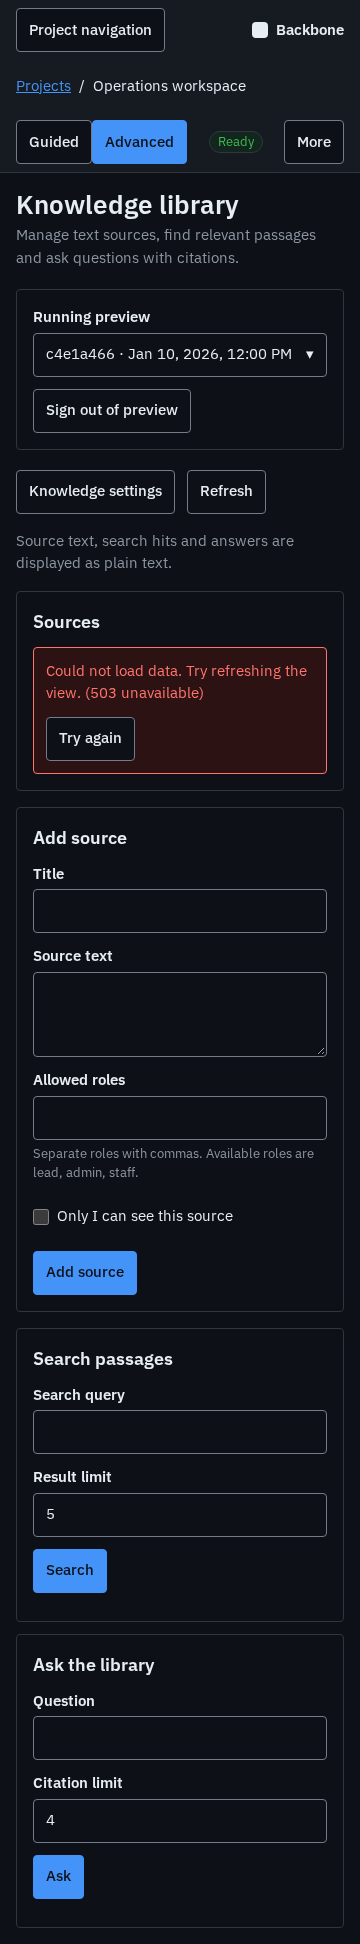 Project navigation
Backbone
Projects / Operations workspace
Guided
Advanced
Ready
More
Knowledge library
Manage text sources, find relevant passages
and ask questions with citations.
Running preview
c4e1a466 · Jan 10, 2026, 12:00 PM ▾
Sign out of preview
Knowledge settings
Refresh
Source text, search hits and answers are
displayed as plain text.
Sources
Could not load data. Try refreshing the
view. (503 unavailable)
Try again
Add source
Title
Source text
Allowed roles
Separate roles with commas. Available roles are
lead, admin, staff.
Only I can see this source
Add source
Search passages
Search query
Result limit
5
Search
Ask the library
Question
Citation limit
4
Ask